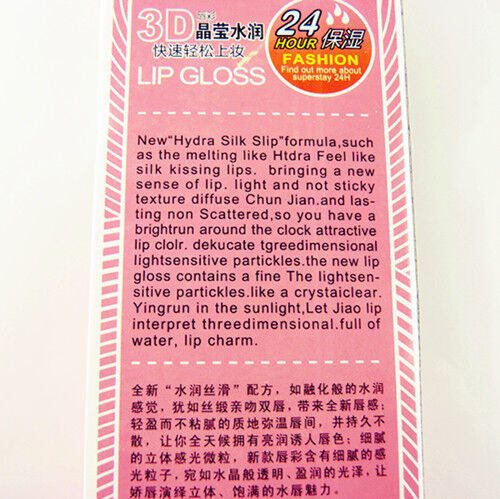 3D 唇彩
晶莹水润
快速轻松上妆
LIP GLOSS
24
HOUR 保湿
FASHION
Find out more about
superstay 24H
New"Hydra Silk Slip"formula,such
as the melting like Htdra Feel like
silk kissing lips. bringing a new
sense of lip. light and not sticky
texture diffuse Chun Jian.and las-
ting non Scattered,so you have a
brightrun around the clock attractive
lip clolr. dekucate tgreedimensional
lightsensitive partickles.the new lip
gloss contains a fine The lightsen-
sitive partickles.like a crystaiclear.
Yingrun in the sunlight,Let Jiao lip
interpret threedimensional.full of
water, lip charm.
全新“水润丝滑”配方，如融化般的水润
感觉，犹如丝缎亲吻双唇，带来全新唇感；
轻盈而不粘腻的质地弥温唇间，并持久不
散，让你全天候拥有亮润诱人唇色；细腻
的立体感光微粒，新款唇彩含有细腻的感
光粒子，宛如水晶般透明、盈润的光泽，让
娇唇演绎立体、饱满的水唇魅力！